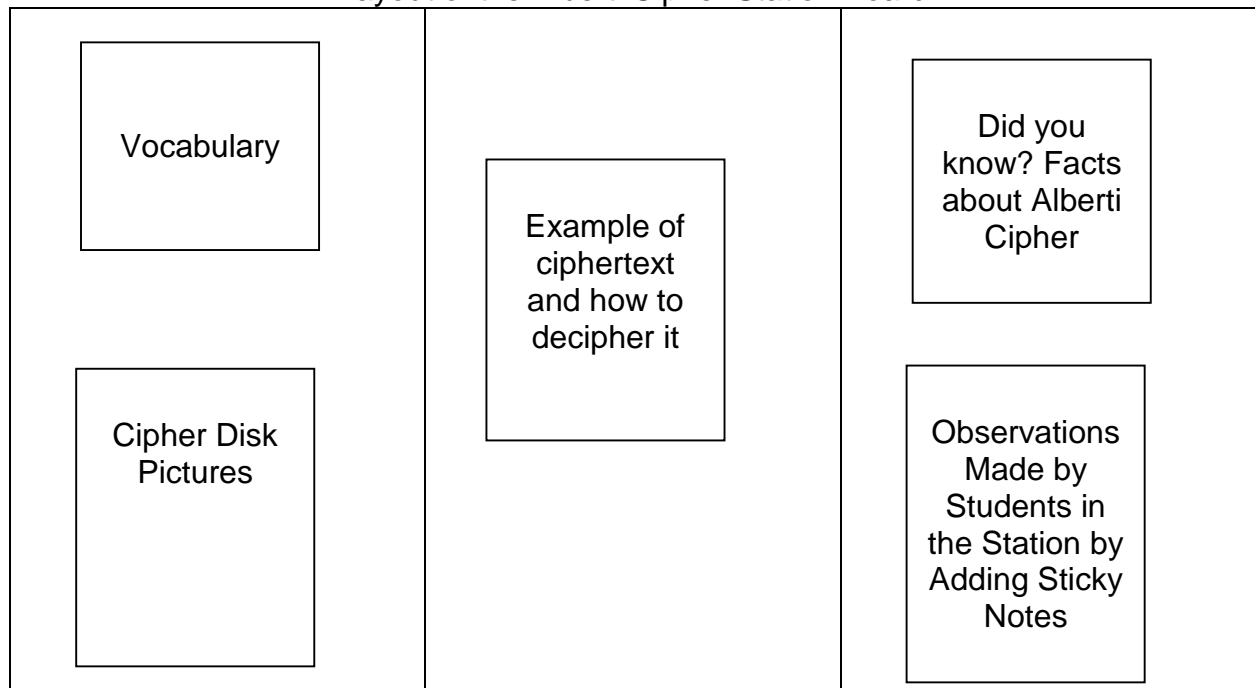 Vocabulary
Cipher Disk
Pictures
Example of
ciphertext
and how to
decipher it
Did you
know? Facts
about Alberti
Cipher
Observations
Made by
Students in
the Station by
Adding Sticky
Notes